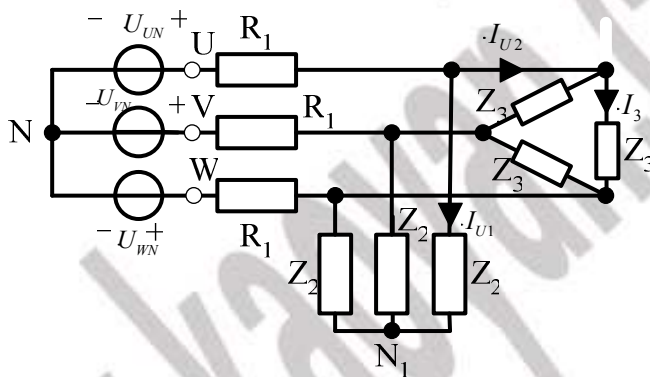 − U_UN + U R₁ ·I_U2
− U_VN + V R₁ Z₃ ·I₃
N
W Z₃ Z₃
− U_WN + R₁ Z₂ ·I_U1
Z₂ Z₂
N₁